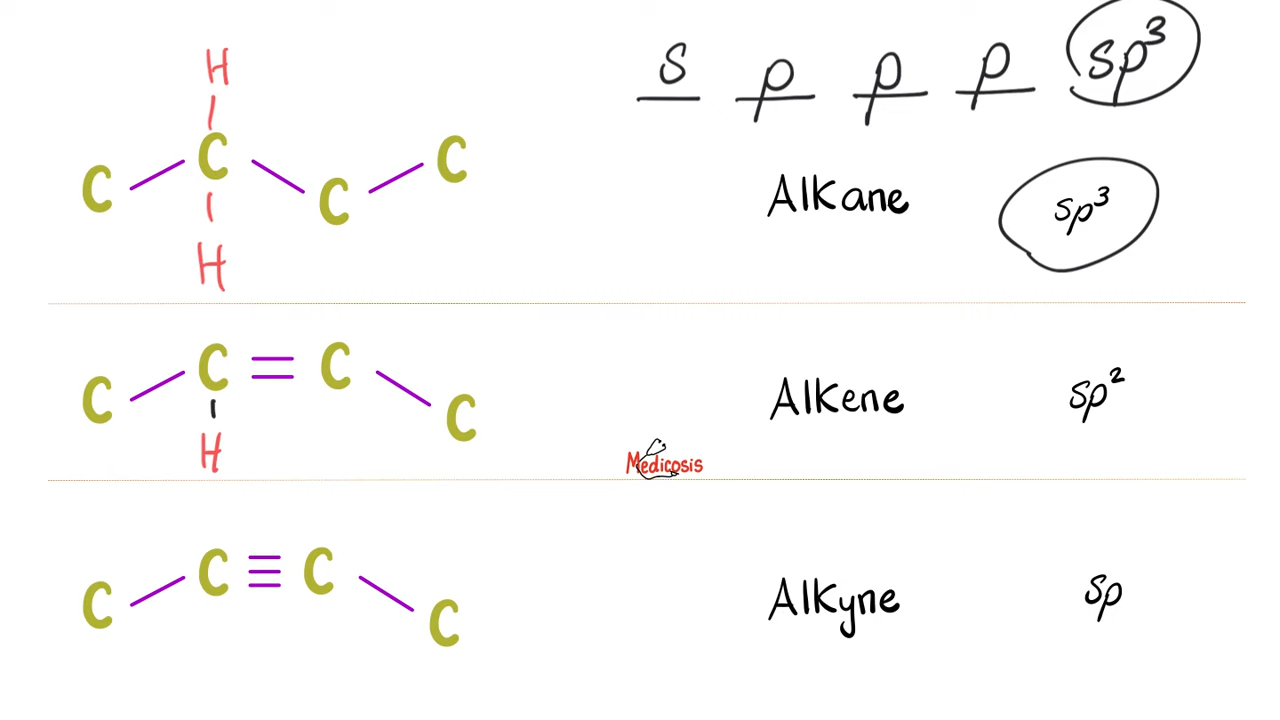 s p p p sp³
H
C C C C
H
Alkane sp³
C C = C C
H
Alkene sp²
Medicosis
C C ≡ C C
Alkyne sp